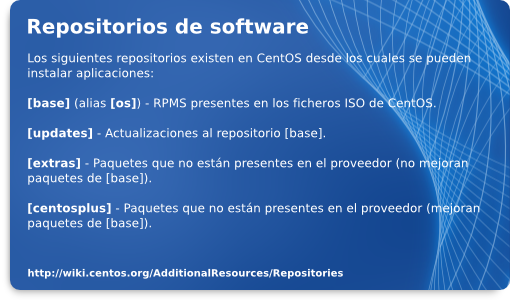 Repositorios de software
Los siguientes repositorios existen en CentOS desde los cuales se pueden
instalar aplicaciones:
[base] (alias [os]) - RPMS presentes en los ficheros ISO de CentOS.
[updates] - Actualizaciones al repositorio [base].
[extras] - Paquetes que no están presentes en el proveedor (no mejoran
paquetes de [base]).
[centosplus] - Paquetes que no están presentes en el proveedor (mejoran
paquetes de [base]).
http://wiki.centos.org/AdditionalResources/Repositories